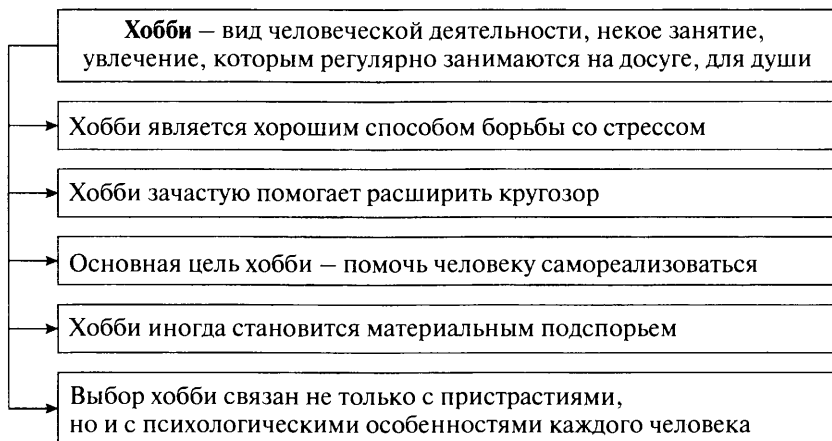 Хобби – вид человеческой деятельности, некое занятие,
увлечение, которым регулярно занимаются на досуге, для души
Хобби является хорошим способом борьбы со стрессом
Хобби зачастую помогает расширить кругозор
Основная цель хобби – помочь человеку самореализоваться
Хобби иногда становится материальным подспорьем
Выбор хобби связан не только с пристрастиями,
но и с психологическими особенностями каждого человека